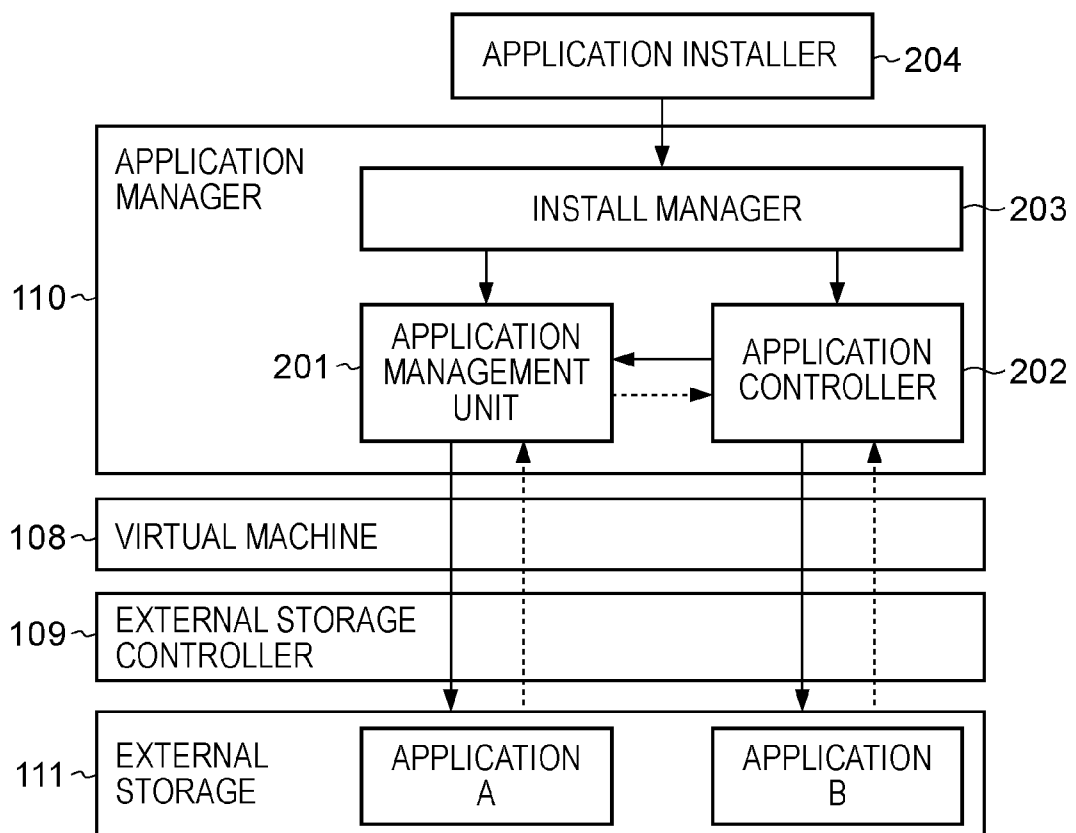 APPLICATION INSTALLER
204
APPLICATION
MANAGER
INSTALL MANAGER
203
110
201
APPLICATION
MANAGEMENT
UNIT
APPLICATION
CONTROLLER
202
108
VIRTUAL MACHINE
109
EXTERNAL STORAGE
CONTROLLER
111
EXTERNAL
STORAGE
APPLICATION
A
APPLICATION
B